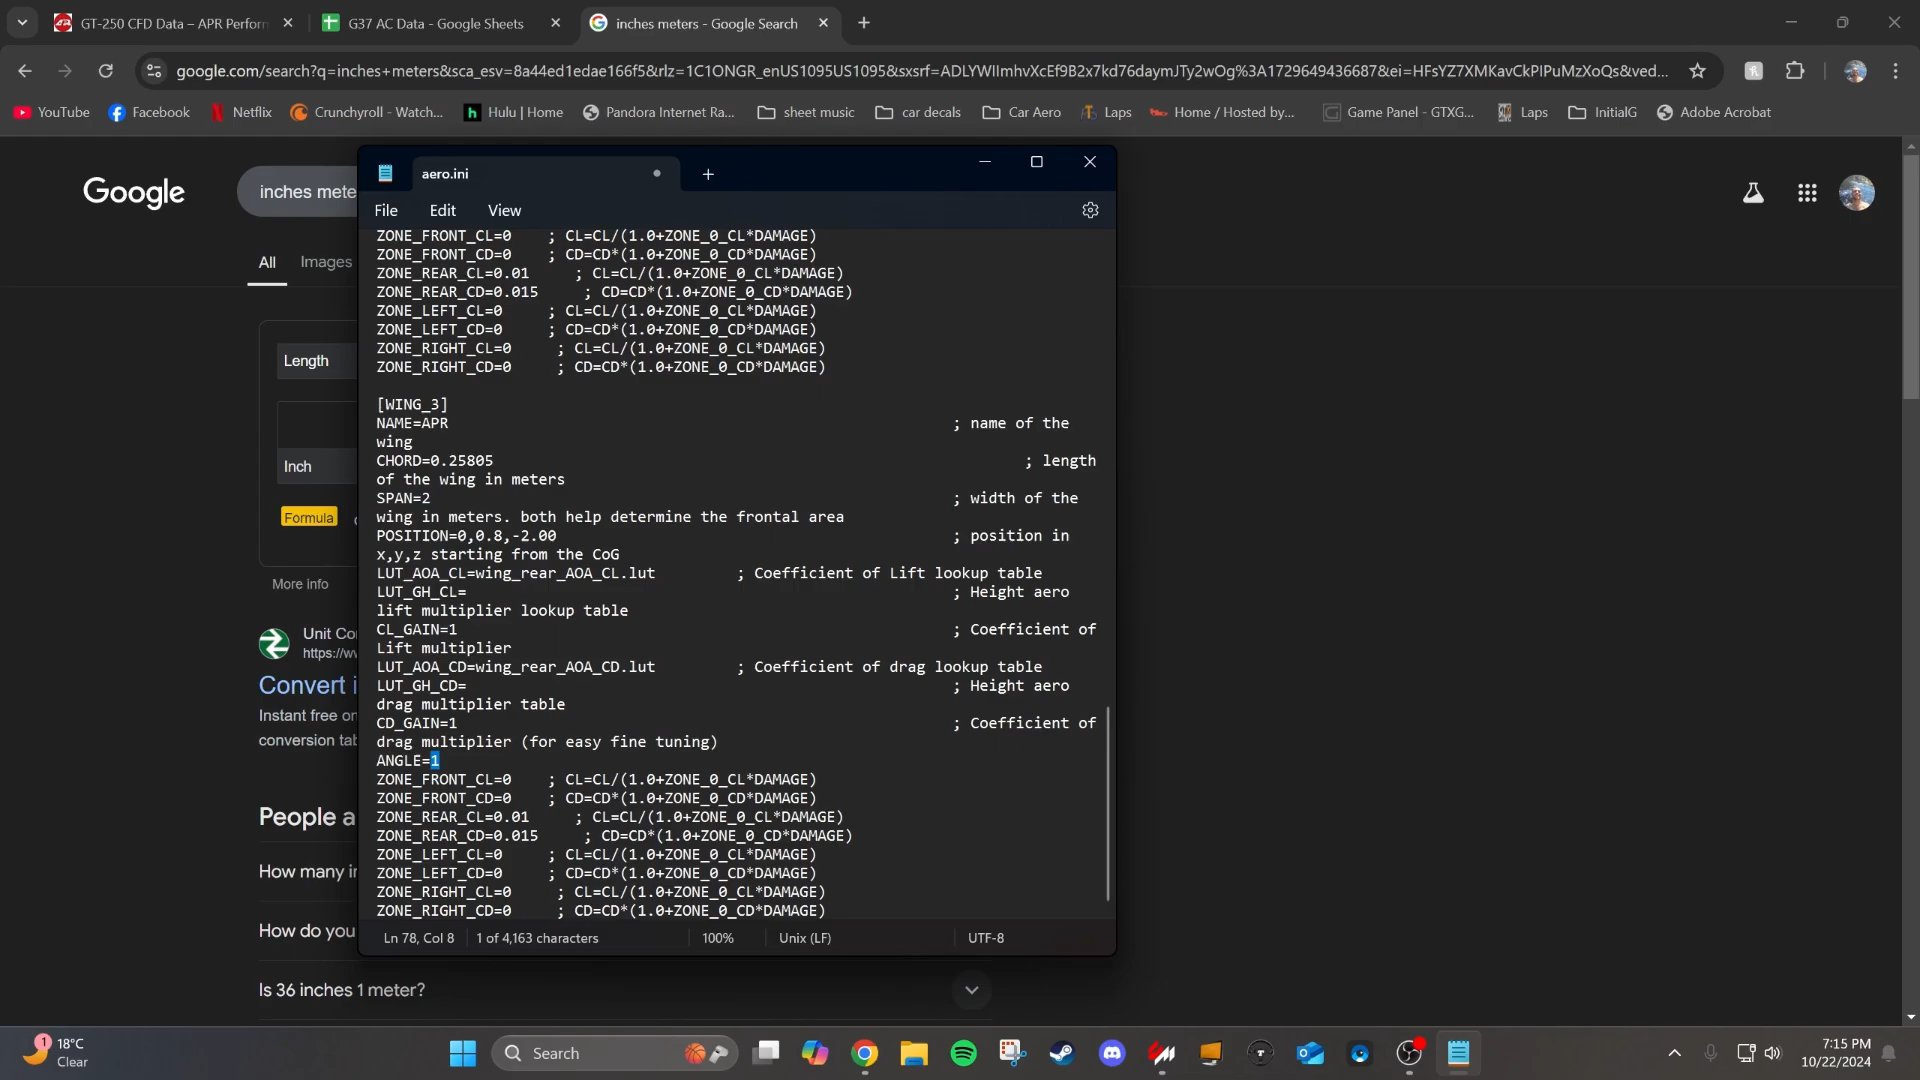 GT-250 CFD Data – APR Perform
G37 AC Data - Google Sheets
inches meters - Google Search
google.com/search?q=inches+meters&sca_esv=8a44ed1edae166f5&rlz=1C1ONGR_enUS1095US1095&sxsrf=ADLYWIImhvXcEf9B2x7kd76daymJTy2wOg%3A1729649436687&ei=HFsYZ7XMKavCkPIPuMzXoQs&ved...
YouTube
Facebook
Netflix
Crunchyroll - Watch...
Hulu | Home
Pandora Internet Ra...
sheet music
car decals
Car Aero
Laps
Home / Hosted by...
Game Panel - GTXG...
Laps
InitialG
Adobe Acrobat
Google
inches mete
All
Images
Length
Inch
Formula
More info
Unit Co
https://w
Convert i
Instant free o
conversion tab
People a
How many i
How do you
Is 36 inches 1 meter?
aero.ini
File
Edit
View
ZONE_FRONT_CL=0 ; CL=CL/(1.0+ZONE_0_CL*DAMAGE)
ZONE_FRONT_CD=0 ; CD=CD*(1.0+ZONE_0_CD*DAMAGE)
ZONE_REAR_CL=0.01 ; CL=CL/(1.0+ZONE_0_CL*DAMAGE)
ZONE_REAR_CD=0.015 ; CD=CD*(1.0+ZONE_0_CD*DAMAGE)
ZONE_LEFT_CL=0 ; CL=CL/(1.0+ZONE_0_CL*DAMAGE)
ZONE_LEFT_CD=0 ; CD=CD*(1.0+ZONE_0_CD*DAMAGE)
ZONE_RIGHT_CL=0 ; CL=CL/(1.0+ZONE_0_CL*DAMAGE)
ZONE_RIGHT_CD=0 ; CD=CD*(1.0+ZONE_0_CD*DAMAGE)
[WING_3]
NAME=APR ; name of the
wing
CHORD=0.25805 ; length
of the wing in meters
SPAN=2 ; width of the
wing in meters. both help determine the frontal area
POSITION=0,0.8,-2.00 ; position in
x,y,z starting from the CoG
LUT_AOA_CL=wing_rear_AOA_CL.lut ; Coefficient of Lift lookup table
LUT_GH_CL= ; Height aero
lift multiplier lookup table
CL_GAIN=1 ; Coefficient of
Lift multiplier
LUT_AOA_CD=wing_rear_AOA_CD.lut ; Coefficient of drag lookup table
LUT_GH_CD= ; Height aero
drag multiplier table
CD_GAIN=1 ; Coefficient of
drag multiplier (for easy fine tuning)
ANGLE=1
ZONE_FRONT_CL=0 ; CL=CL/(1.0+ZONE_0_CL*DAMAGE)
ZONE_FRONT_CD=0 ; CD=CD*(1.0+ZONE_0_CD*DAMAGE)
ZONE_REAR_CL=0.01 ; CL=CL/(1.0+ZONE_0_CL*DAMAGE)
ZONE_REAR_CD=0.015 ; CD=CD*(1.0+ZONE_0_CD*DAMAGE)
ZONE_LEFT_CL=0 ; CL=CL/(1.0+ZONE_0_CL*DAMAGE)
ZONE_LEFT_CD=0 ; CD=CD*(1.0+ZONE_0_CD*DAMAGE)
ZONE_RIGHT_CL=0 ; CL=CL/(1.0+ZONE_0_CL*DAMAGE)
ZONE_RIGHT_CD=0 ; CD=CD*(1.0+ZONE_0_CD*DAMAGE)
Ln 78, Col 8
1 of 4,163 characters
100%
Unix (LF)
UTF-8
1
18°C
Clear
Search
7:15 PM
10/22/2024